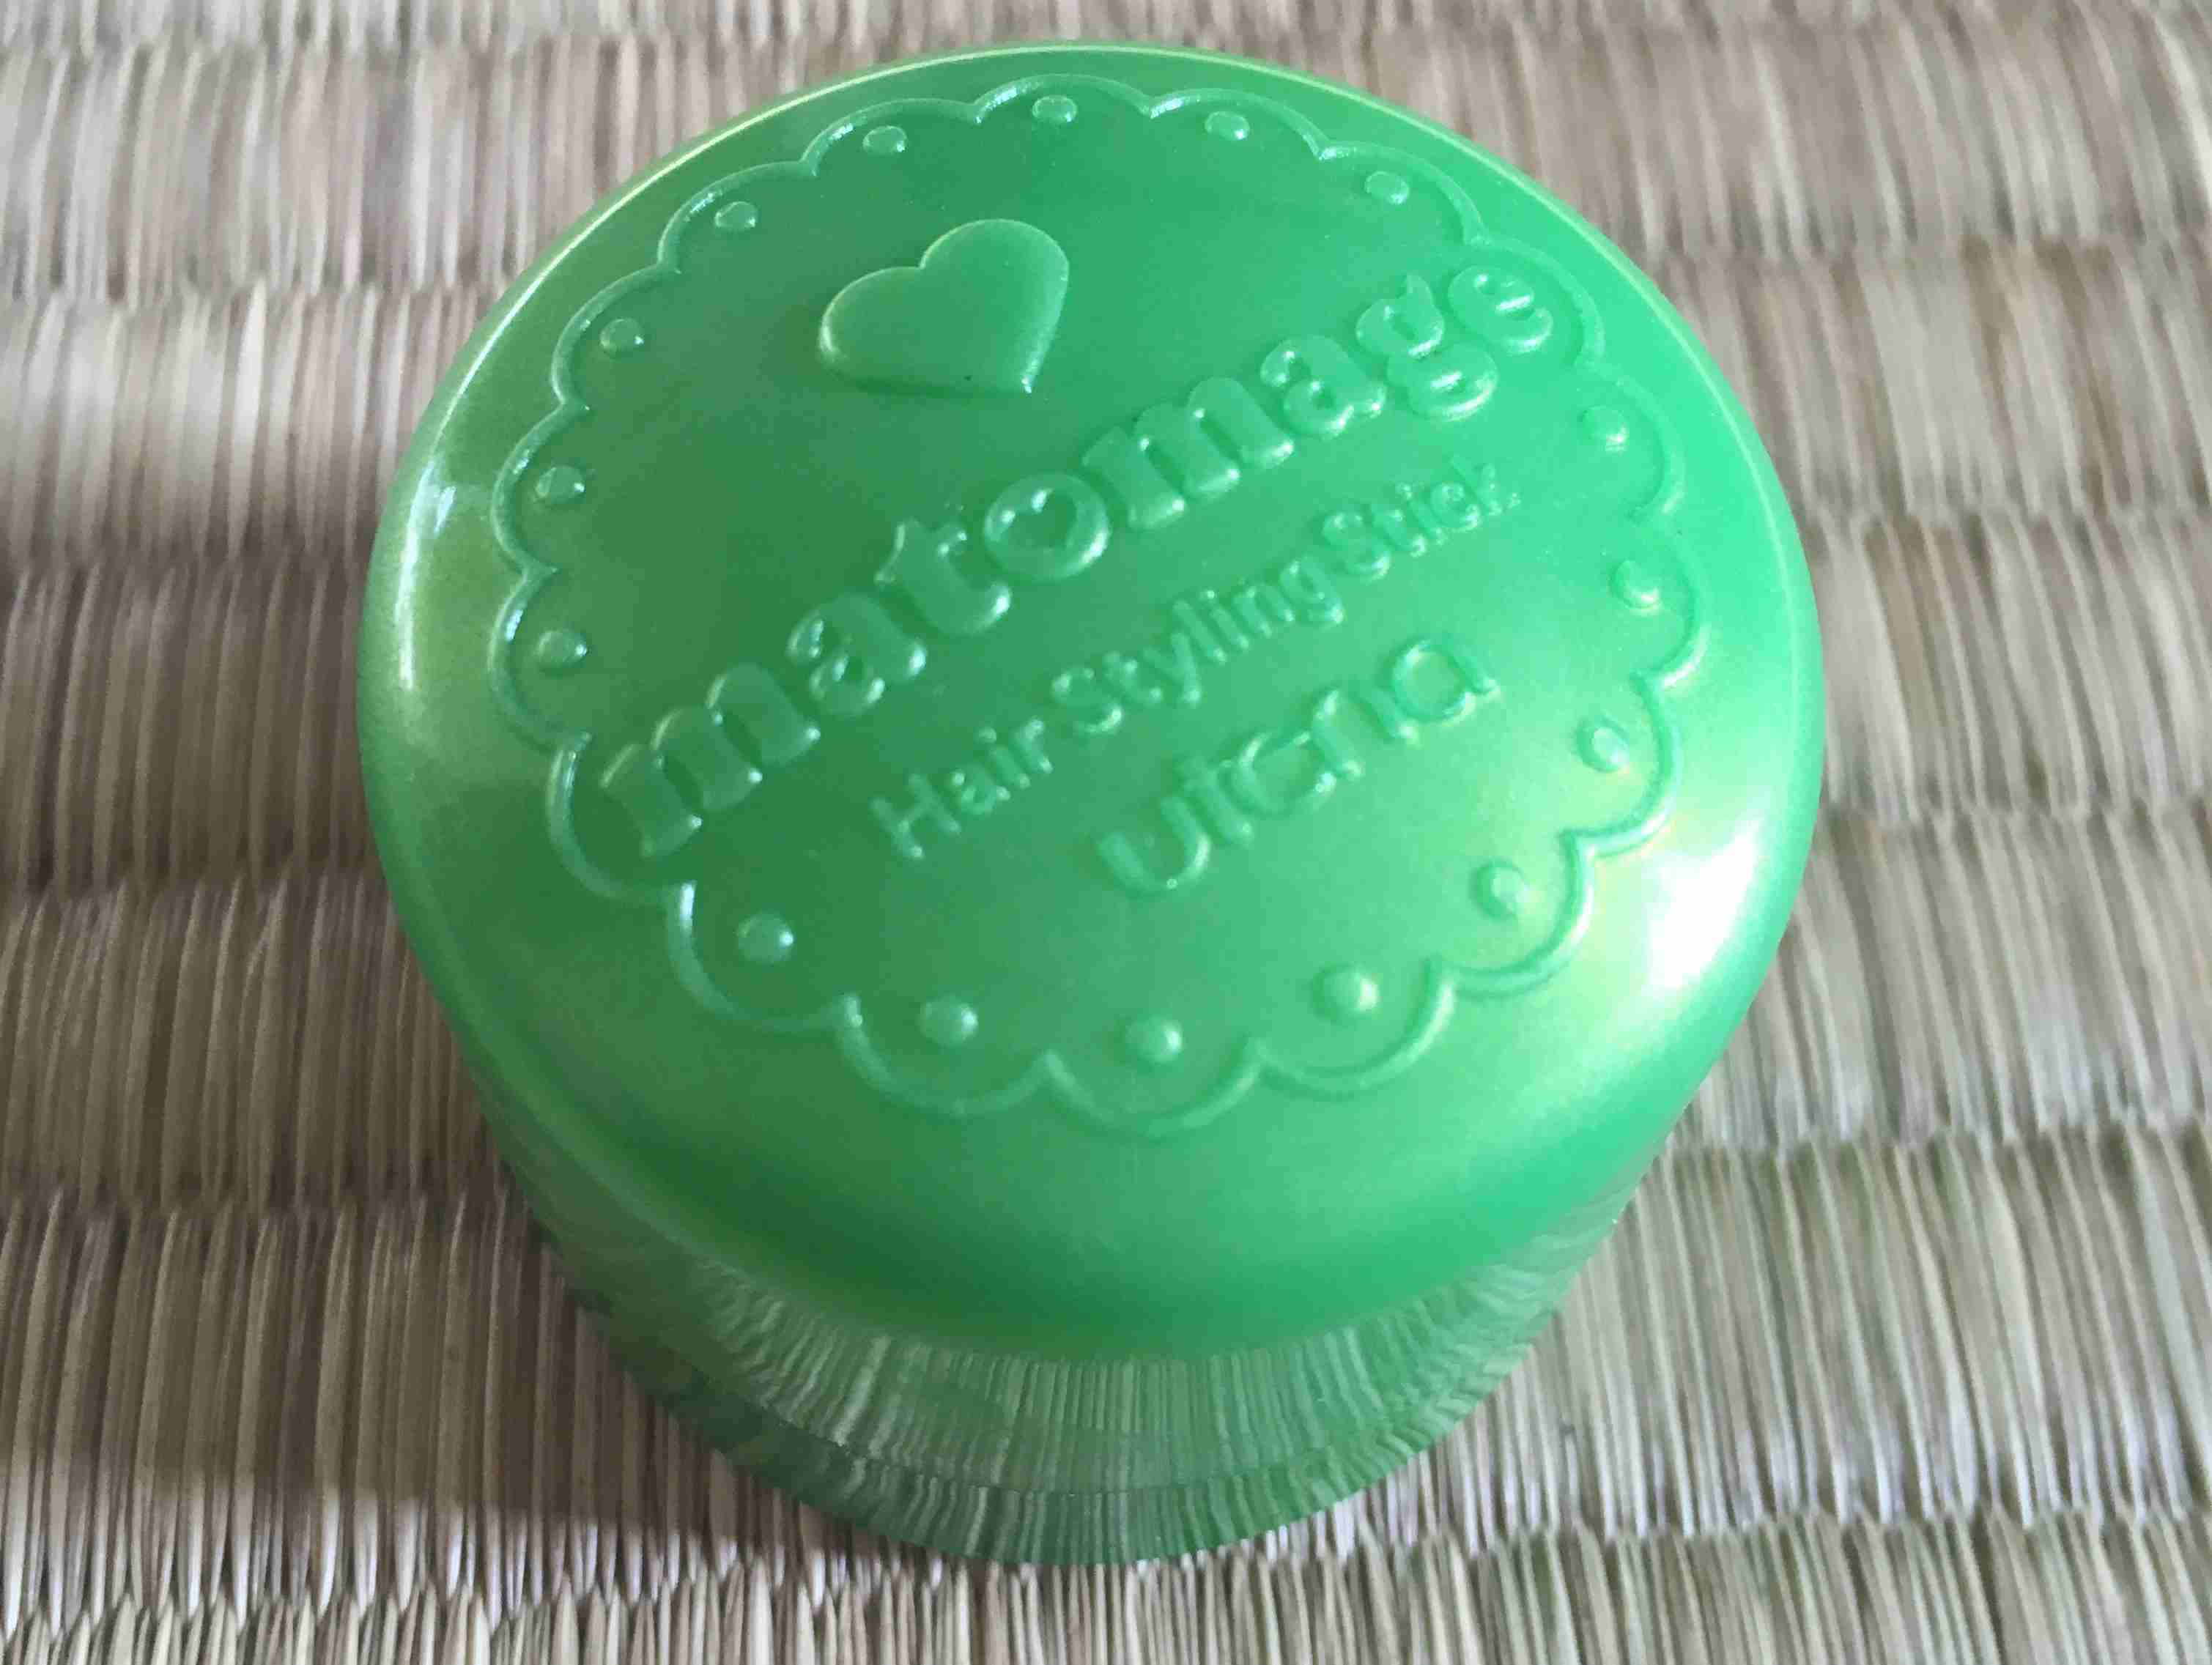 matomage
Hair Styling Stick
utena